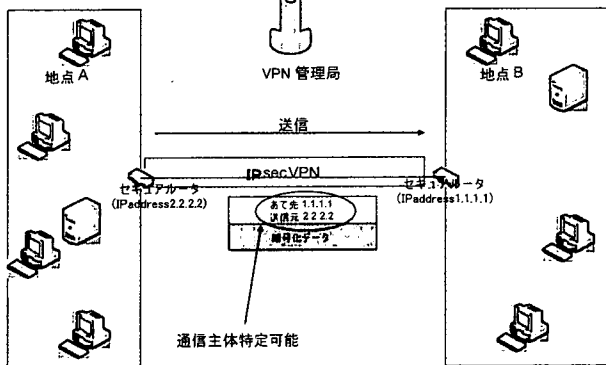 地点 A
VPN 管理局
地点 B
送信
IPsecVPN
セキュアルータ
(IPaddress2.2.2.2)
セキュアルータ
(IPaddress1.1.1.1)
あて先 1.1.1.1
送信元 2.2.2.2
暗号化データ
通信主体特定可能